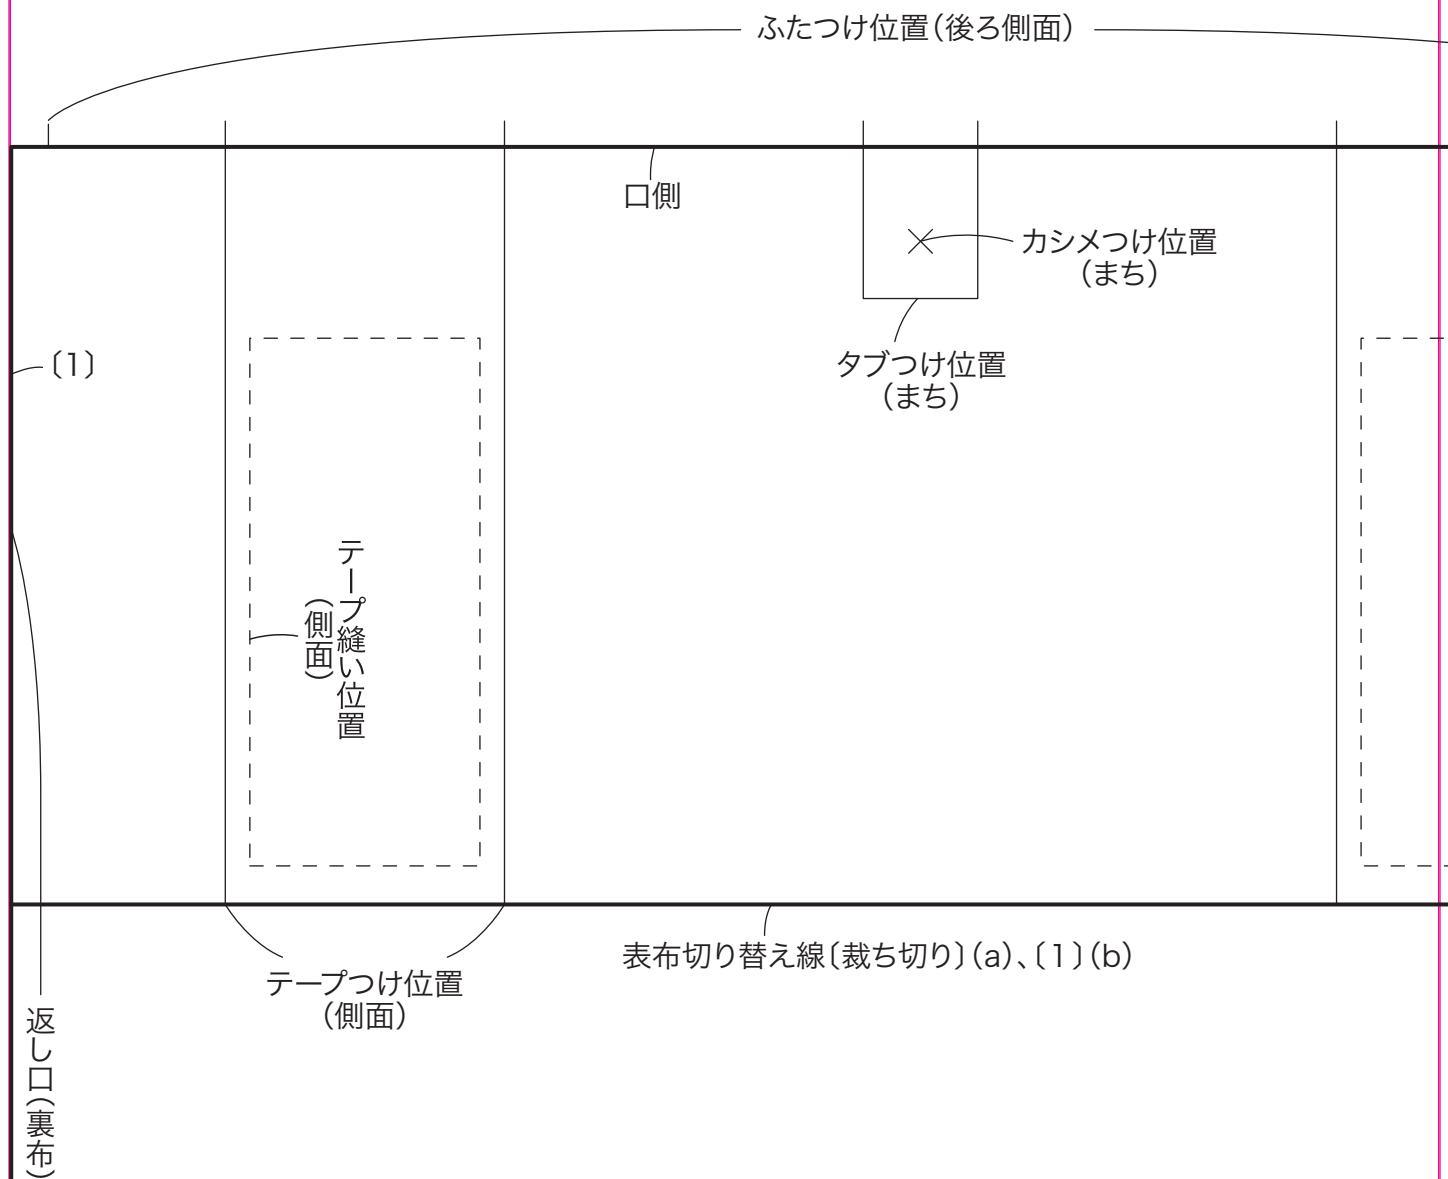 ふたつけ位置（後ろ側面）
口側
カシメつけ位置
（まち）
〔1〕
タブつけ位置
（まち）
テープ縫い位置
（側面）
表布切り替え線〔裁ち切り〕（a）、〔1〕（b）
テープつけ位置
（側面）
返し口（裏布）